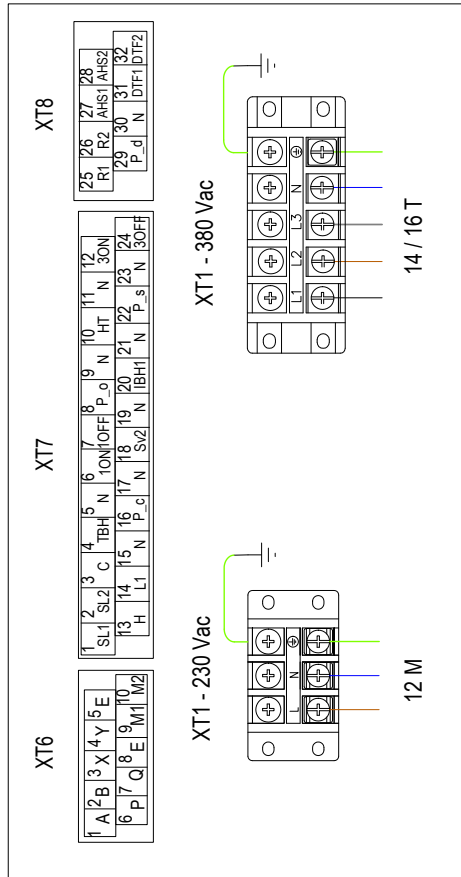 XT6
1 2 3 4 5
A B X Y E
6 7 8 9 10
P Q E M1 M2
XT7
1 2 3 4 5 6 7 8 9 10 11 12
SL1 SL2 C TBH N 1ON 1OFF P_o N HT N 3ON
13 14 15 16 17 18 19 20 21 22 23 24
H L1 N P_c N Sv2 N IBH1 N P_s N 3OFF
XT8
25 26 27 28
R1 R2 AHS1 AHS2
29 30 31 32
P_d N DTF1 DTF2
XT1 - 230 Vac
L N
12 M
XT1 - 380 Vac
L1 L2 L3 N
14 / 16 T